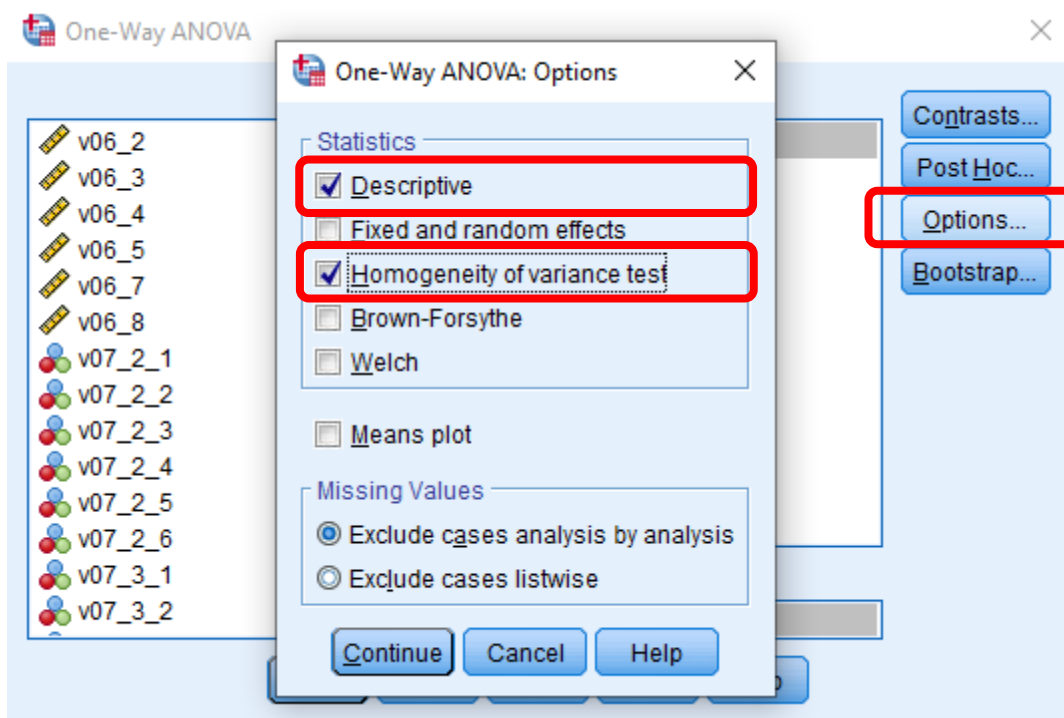 One-Way ANOVA
One-Way ANOVA: Options
v06_2
v06_3
v06_4
v06_5
v06_7
v06_8
v07_2_1
v07_2_2
v07_2_3
v07_2_4
v07_2_5
v07_2_6
v07_3_1
v07_3_2
Statistics
Descriptive
Fixed and random effects
Homogeneity of variance test
Brown-Forsythe
Welch
Means plot
Missing Values
Exclude cases analysis by analysis
Exclude cases listwise
Continue
Cancel
Help
Contrasts...
Post Hoc...
Options...
Bootstrap...